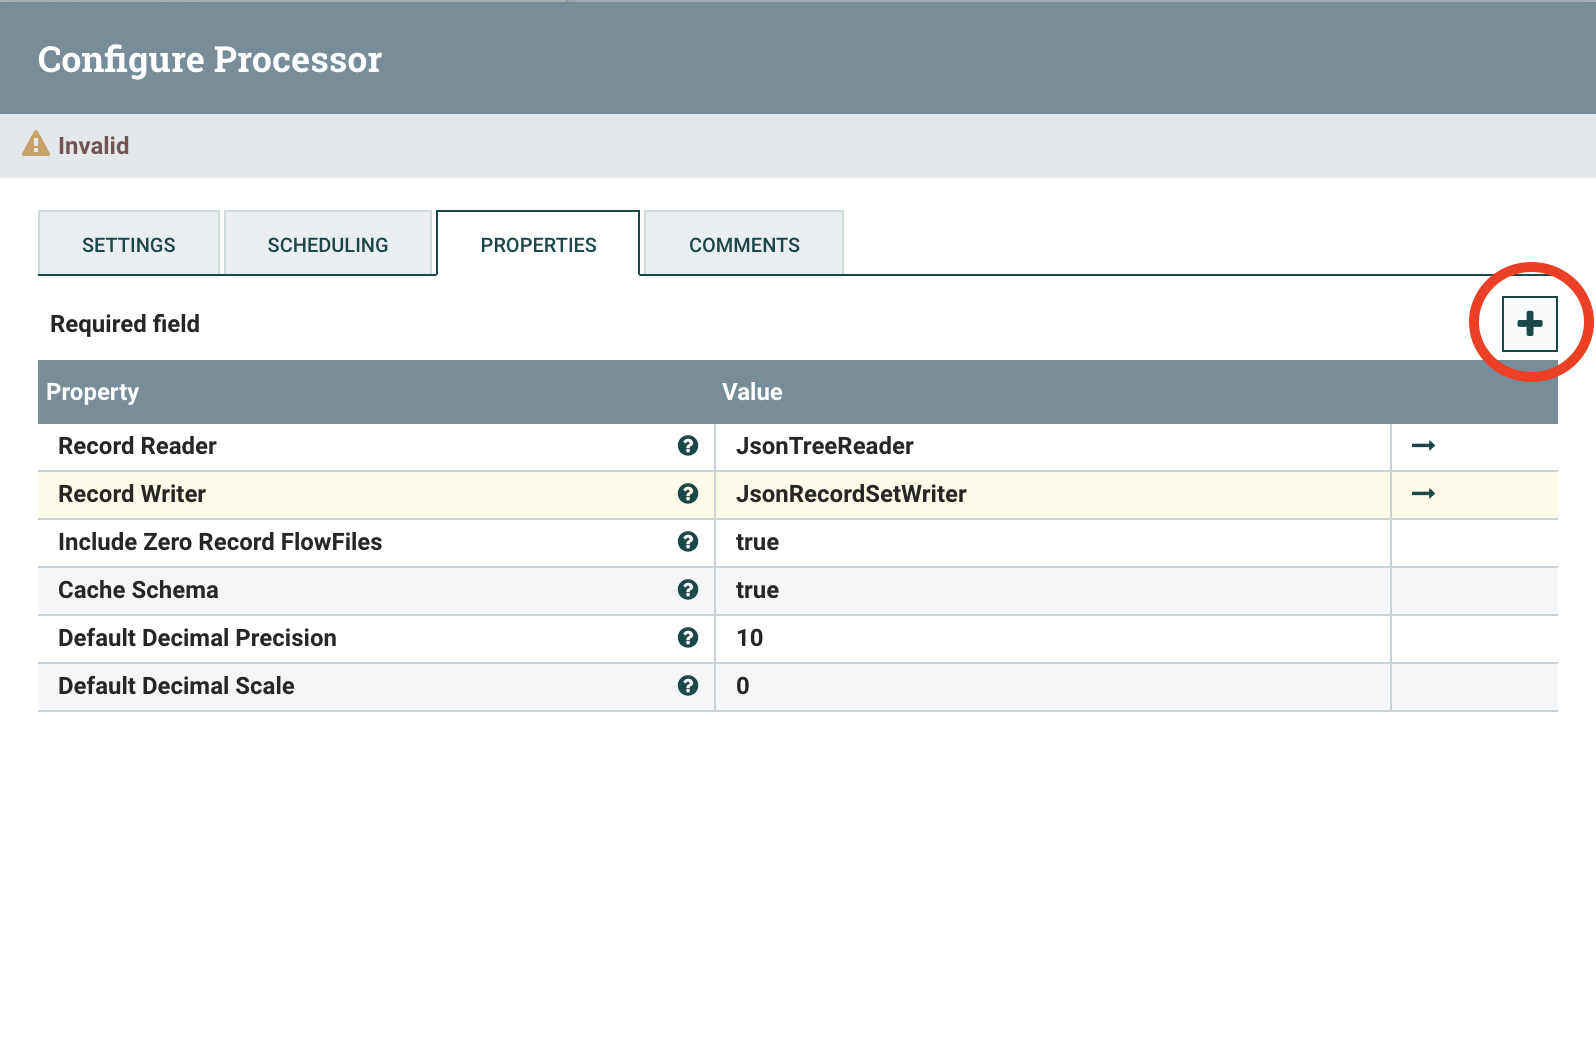 Configure Processor
Invalid
SETTINGS SCHEDULING PROPERTIES COMMENTS
Required field
Property Value
Record Reader JsonTreeReader
Record Writer JsonRecordSetWriter
Include Zero Record FlowFiles true
Cache Schema true
Default Decimal Precision 10
Default Decimal Scale 0